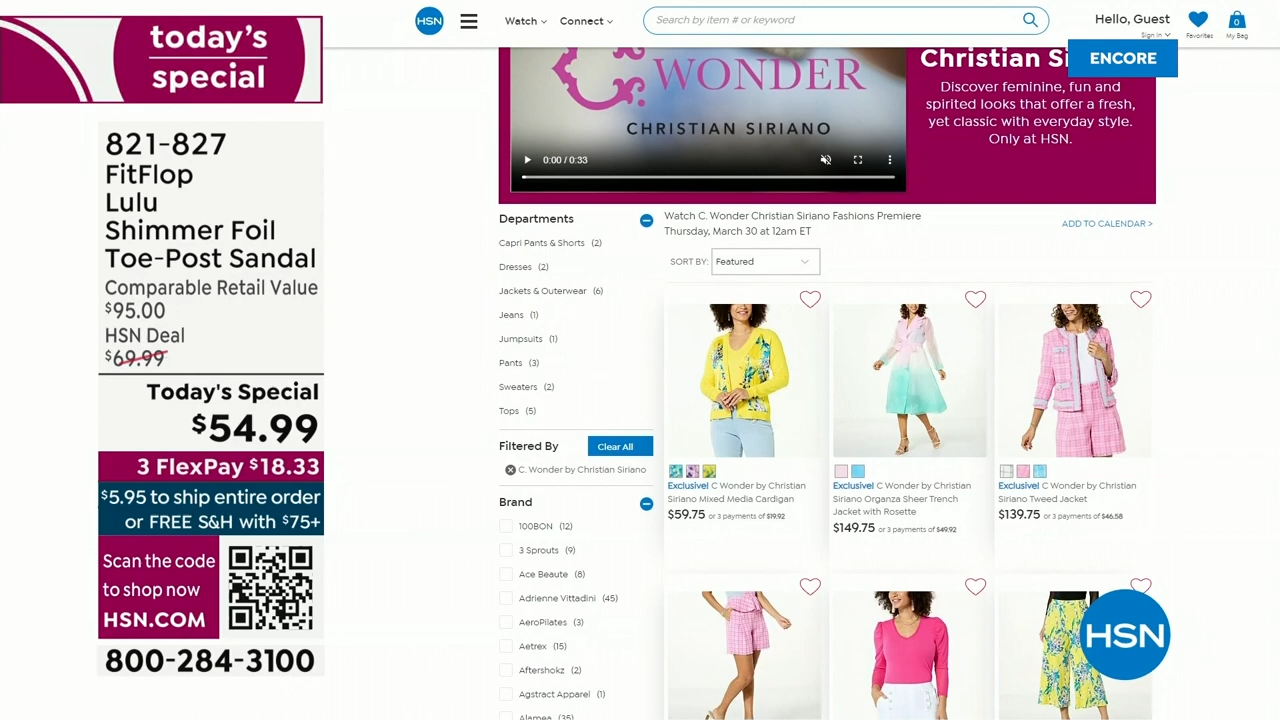 today's
special
821-827
FitFlop
Lulu
Shimmer Foil
Toe-Post Sandal
Comparable Retail Value
$95.00
HSN Deal
$69.99
Today's Special
$54.99
3 FlexPay $18.33
$5.95 to ship entire order
or FREE S&H with $75+
Scan the code
to shop now
HSN.COM
800-284-3100
HSN
Watch
Connect
Search by item # or keyword
Hello, Guest
Sign in
Favorites
0
My Bag
ENCORE
C WONDER
CHRISTIAN SIRIANO
0:00 / 0:33
Christian Si
Discover feminine, fun and
spirited looks that offer a fresh,
yet classic with everyday style.
Only at HSN.
Departments
Capri Pants & Shorts (2)
Dresses (2)
Jackets & Outerwear (6)
Jeans (1)
Jumpsuits (1)
Pants (3)
Sweaters (2)
Tops (5)
Filtered By
Clear All
C. Wonder by Christian Siriano
Brand
100BON (12)
3 Sprouts (9)
Ace Beaute (8)
Adrienne Vittadini (45)
AeroPilates (3)
Aetrex (15)
Aftershokz (2)
Agstract Apparel (1)
Alamea (35)
Watch C. Wonder Christian Siriano Fashions Premiere
Thursday, March 30 at 12am ET
ADD TO CALENDAR >
SORT BY:
Featured
Exclusive! C Wonder by Christian
Siriano Mixed Media Cardigan
$59.75 or 3 payments of $19.92
Exclusive! C Wonder by Christian
Siriano Organza Sheer Trench
Jacket with Rosette
$149.75 or 3 payments of $49.92
Exclusive! C Wonder by Christian
Siriano Tweed Jacket
$139.75 or 3 payments of $46.58
HSN